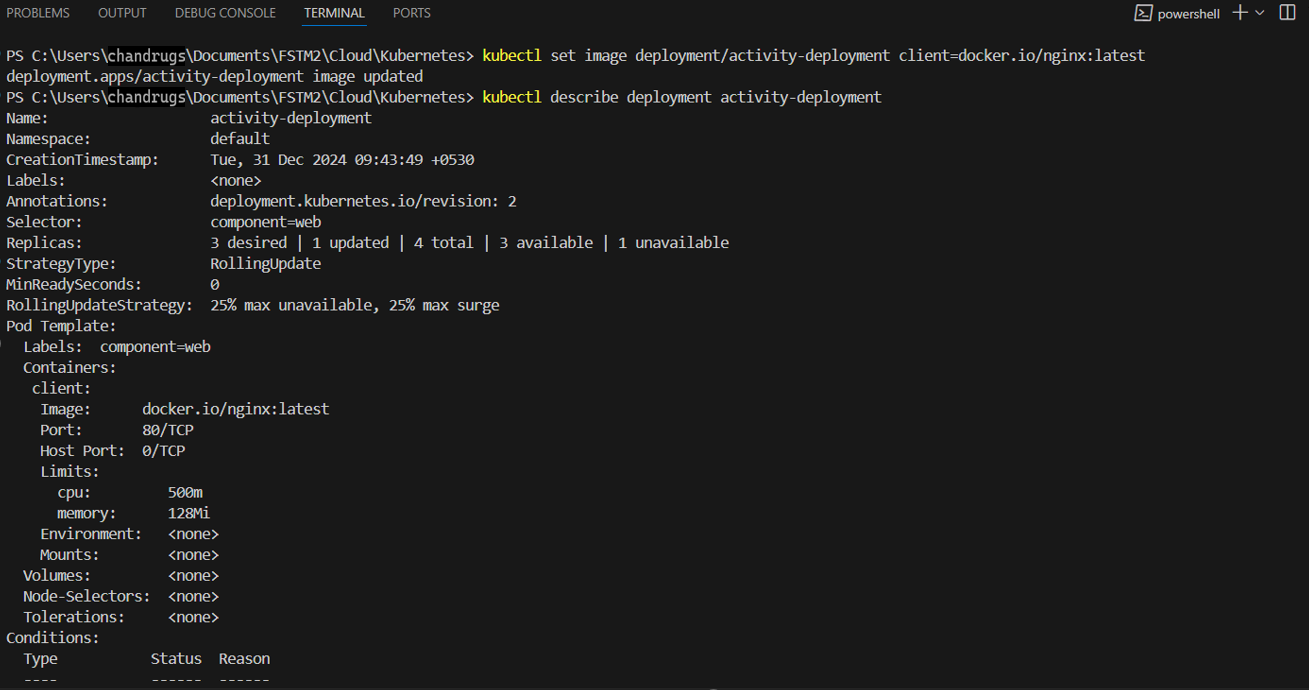 PROBLEMS OUTPUT DEBUG CONSOLE TERMINAL PORTS powershell
PS C:\Users\chandrugs\Documents\FSTM2\Cloud\Kubernetes> kubectl set image deployment/activity-deployment client=docker.io/nginx:latest
deployment.apps/activity-deployment image updated
PS C:\Users\chandrugs\Documents\FSTM2\Cloud\Kubernetes> kubectl describe deployment activity-deployment
Name: activity-deployment
Namespace: default
CreationTimestamp: Tue, 31 Dec 2024 09:43:49 +0530
Labels: <none>
Annotations: deployment.kubernetes.io/revision: 2
Selector: component=web
Replicas: 3 desired | 1 updated | 4 total | 3 available | 1 unavailable
StrategyType: RollingUpdate
MinReadySeconds: 0
RollingUpdateStrategy: 25% max unavailable, 25% max surge
Pod Template:
Labels: component=web
Containers:
client:
Image: docker.io/nginx:latest
Port: 80/TCP
Host Port: 0/TCP
Limits:
cpu: 500m
memory: 128Mi
Environment: <none>
Mounts: <none>
Volumes: <none>
Node-Selectors: <none>
Tolerations: <none>
Conditions:
Type Status Reason
---- ------ ------